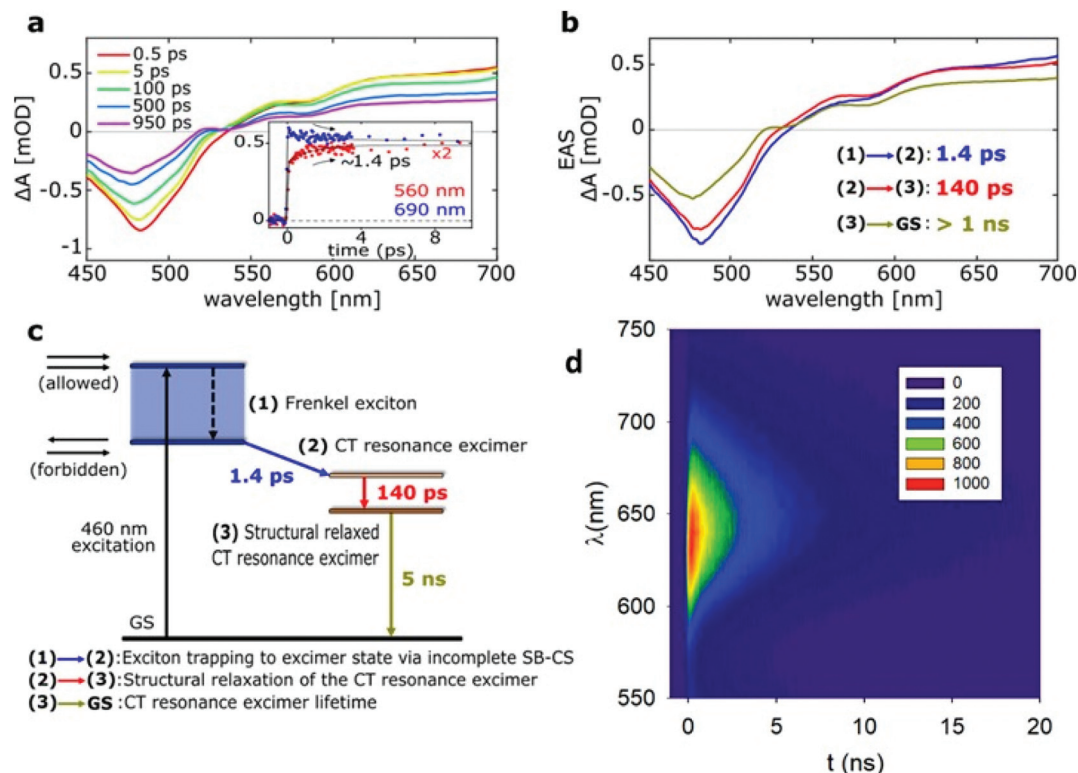 a
0.5 ps
5 ps
100 ps
500 ps
950 ps
0.5
0
-0.5
-1
ΔA [mOD]
0.5
0
~1.4 ps
x2
560 nm
690 nm
0 4 8
time (ps)
450 500 550 600 650 700
wavelength [nm]
b
0.5
0
-0.5
EAS
ΔA [mOD]
(1) (2): 1.4 ps
(2) (3): 140 ps
(3) GS: > 1 ns
450 500 550 600 650 700
wavelength [nm]
c
(allowed)
(forbidden)
(1) Frenkel exciton
(2) CT resonance excimer
1.4 ps
140 ps
460 nm
excitation
(3) Structural relaxed
CT resonance excimer
5 ns
GS
(1) (2):Exciton trapping to excimer state via incomplete SB-CS
(2) (3):Structural relaxation of the CT resonance excimer
(3) GS :CT resonance excimer lifetime
d
750
700
650
600
550
λ(nm)
0
200
400
600
800
1000
0 5 10 15 20
t (ns)